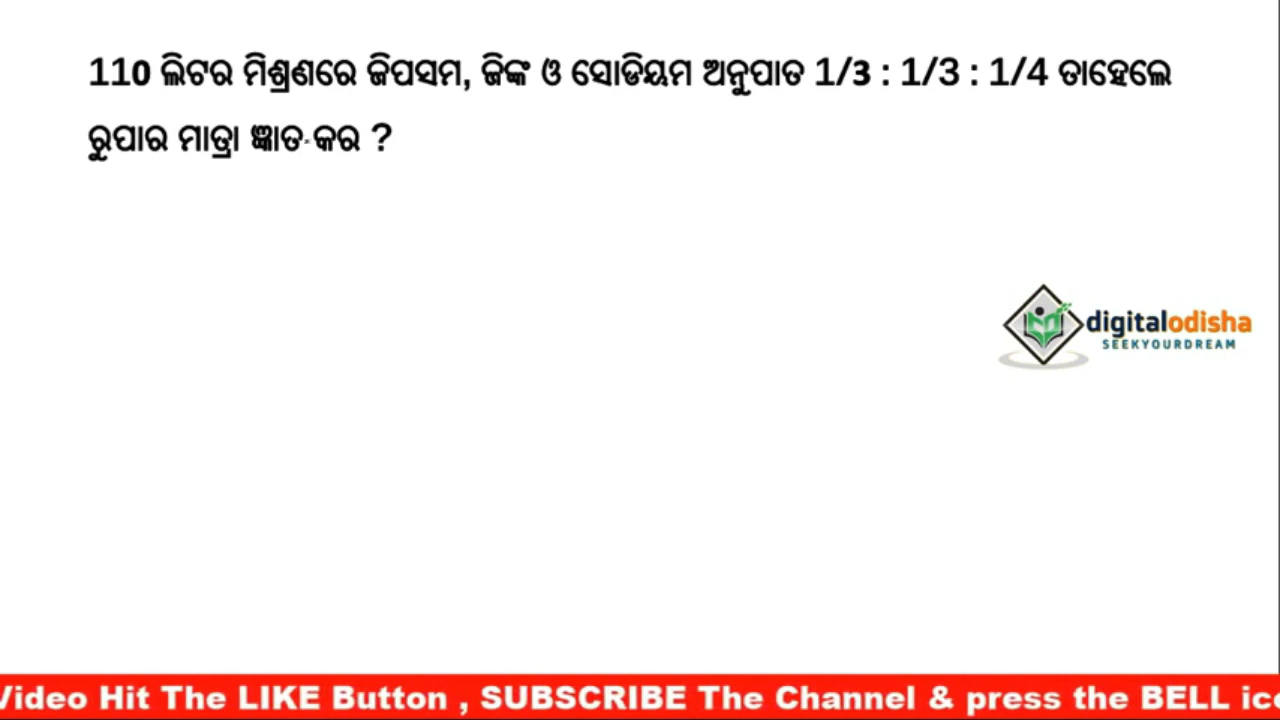 110 ଲିଟର ମିଶ୍ରଣରେ ଜିପସମ, ଜିଙ୍କ ଓ ସୋଡିୟମ ଅନୁପାତ 1/3 : 1/3 : 1/4 ତାହେଲେ
ରୁପାର ମାତ୍ରା ଜ୍ଞାତ କର ?
digitalodisha
SEEKYOURDREAM
Video Hit The LIKE Button , SUBSCRIBE The Channel & press the BELL ico